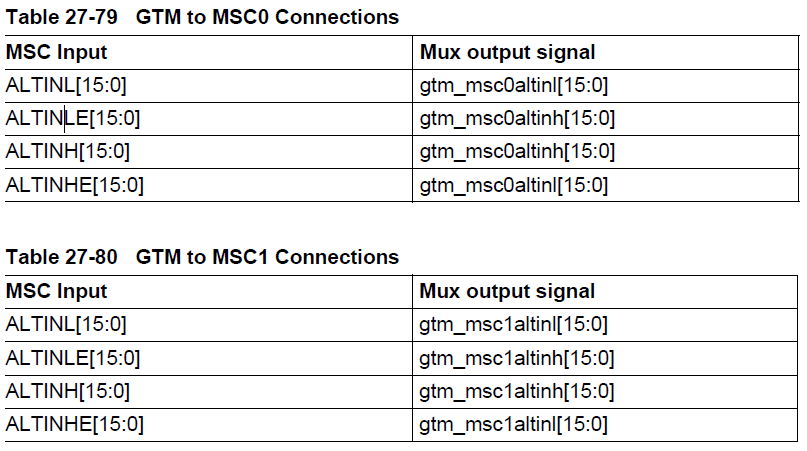 Table 27-79 GTM to MSC0 Connections
MSC Input Mux output signal
ALTINL[15:0] gtm_msc0altinl[15:0]
ALTINLE[15:0] gtm_msc0altinh[15:0]
ALTINH[15:0] gtm_msc0altinh[15:0]
ALTINHE[15:0] gtm_msc0altinl[15:0]
Table 27-80 GTM to MSC1 Connections
MSC Input Mux output signal
ALTINL[15:0] gtm_msc1altinl[15:0]
ALTINLE[15:0] gtm_msc1altinh[15:0]
ALTINH[15:0] gtm_msc1altinh[15:0]
ALTINHE[15:0] gtm_msc1altinl[15:0]